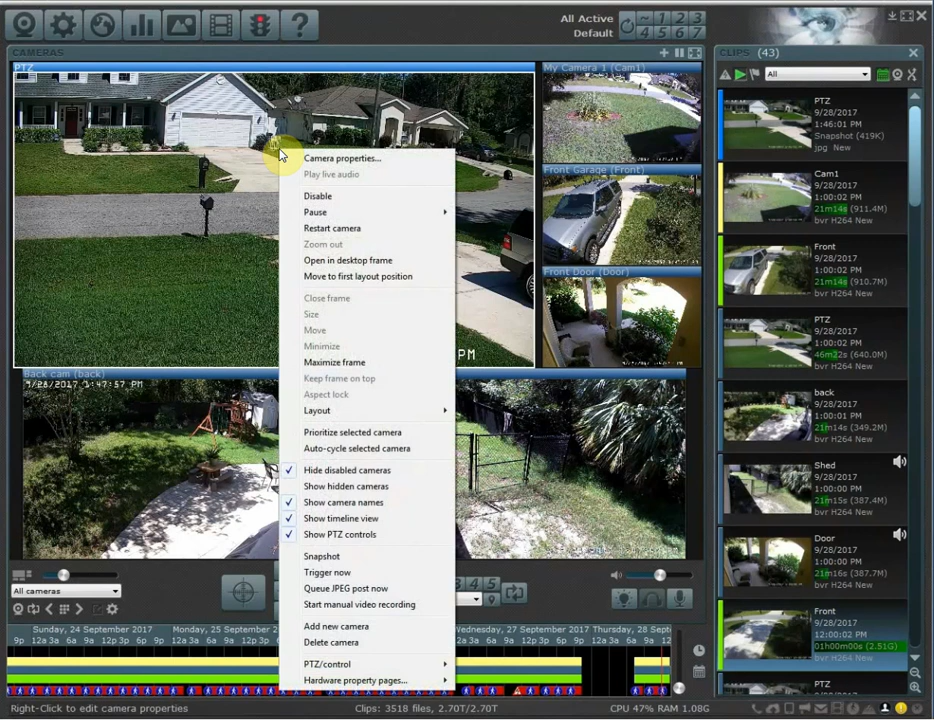 All Active
Default
~ 1 2 3
4 5 6 7
CAMERAS
PTZ
My Camera 1 (Cam1)
Front Garage (Front)
Front Door (Door)
PM
Back cam (back)
9/28/2017 1:47:57 PM
Camera properties...
Play live audio
Disable
Pause
Restart camera
Zoom out
Open in desktop frame
Move to first layout position
Close frame
Size
Move
Minimize
Maximize frame
Keep frame on top
Aspect lock
Layout
Prioritize selected camera
Auto-cycle selected camera
Hide disabled cameras
Show hidden cameras
Show camera names
Show timeline view
Show PTZ controls
Snapshot
Trigger now
Queue JPEG post now
Start manual video recording
Add new camera
Delete camera
PTZ/control
Hardware property pages...
All cameras
3 4 5
Sunday, 24 September 2017
Monday, 25 September 2
Wednesday, 27 September 2017
Thursday, 28 Septem
CLIPS (43)
All
PTZ
9/28/2017
1:46:01 PM
Snapshot (419K)
jpg New
Cam1
9/28/2017
1:00:02 PM
21m14s (911.4M)
bvr H264 New
Front
9/28/2017
1:00:02 PM
21m14s (910.7M)
bvr H264 New
PTZ
9/28/2017
1:00:02 PM
46m22s (640.0M)
bvr H264 New
back
9/28/2017
1:00:01 PM
21m14s (349.2M)
bvr H264 New
Shed
9/28/2017
1:00:00 PM
21m15s (387.4M)
bvr H264 New
Door
9/28/2017
1:00:00 PM
21m16s (387.7M)
bvr H264 New
Front
9/28/2017
12:00:02 PM
01h00m00s (2.51G)
bvr H264 New
PTZ
9/28/2017
Right-Click to edit camera properties
Clips: 3518 files, 2.70T/2.70T
CPU 47% RAM 1.08G